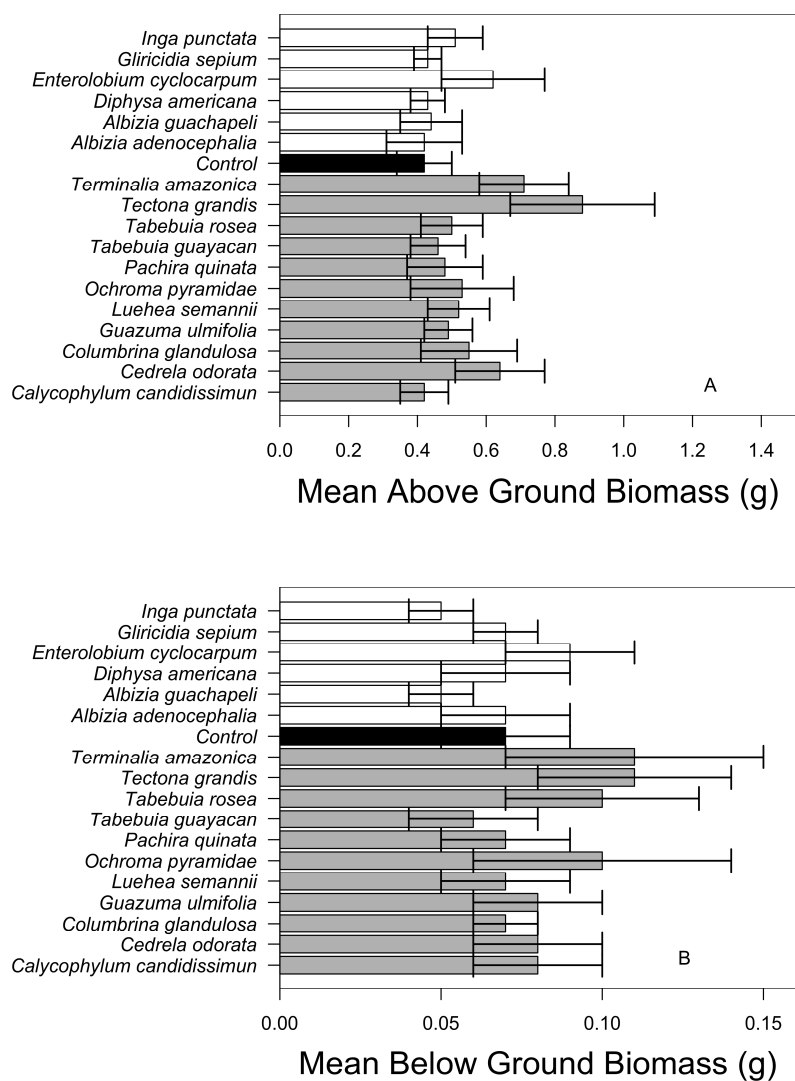 Inga punctata
Gliricidia sepium
Enterolobium cyclocarpum
Diphysa americana
Albizia guachapeli
Albizia adenocephalia
Control
Terminalia amazonica
Tectona grandis
Tabebuia rosea
Tabebuia guayacan
Pachira quinata
Ochroma pyramidae
Luehea semannii
Guazuma ulmifolia
Columbrina glandulosa
Cedrela odorata
Calycophylum candidissimun
A
0.0 0.2 0.4 0.6 0.8 1.0 1.2 1.4
Mean Above Ground Biomass (g)
Inga punctata
Gliricidia sepium
Enterolobium cyclocarpum
Diphysa americana
Albizia guachapeli
Albizia adenocephalia
Control
Terminalia amazonica
Tectona grandis
Tabebuia rosea
Tabebuia guayacan
Pachira quinata
Ochroma pyramidae
Luehea semannii
Guazuma ulmifolia
Columbrina glandulosa
Cedrela odorata
Calycophylum candidissimun
B
0.00 0.05 0.10 0.15
Mean Below Ground Biomass (g)